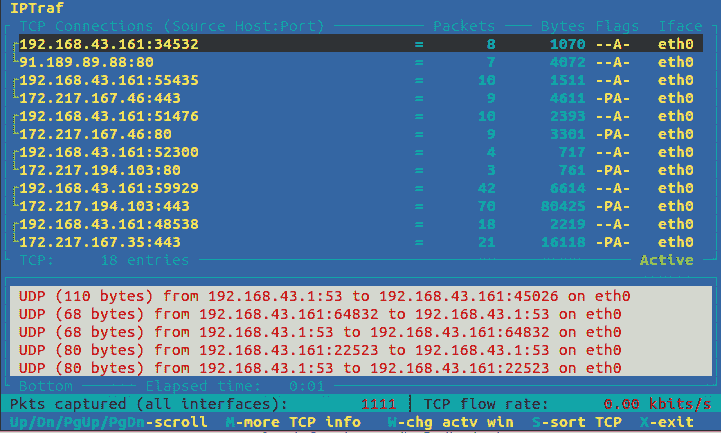 IPTraf
TCP Connections (Source Host:Port) Packets Bytes Flags Iface
192.168.43.161:34532 = 8 1070 --A- eth0
91.189.89.88:80 = 7 4072 --A- eth0
192.168.43.161:55435 = 10 1511 --A- eth0
172.217.167.46:443 = 9 4611 -PA- eth0
192.168.43.161:51476 = 10 2393 --A- eth0
172.217.167.46:80 = 9 3301 -PA- eth0
192.168.43.161:52300 = 4 717 --A- eth0
172.217.194.103:80 = 3 761 -PA- eth0
192.168.43.161:59929 = 42 6614 --A- eth0
172.217.194.103:443 = 70 80425 -PA- eth0
192.168.43.161:48538 = 18 2219 --A- eth0
172.217.167.35:443 = 21 16118 -PA- eth0
TCP: 18 entries Active
UDP (110 bytes) from 192.168.43.1:53 to 192.168.43.161:45026 on eth0
UDP (68 bytes) from 192.168.43.161:64832 to 192.168.43.1:53 on eth0
UDP (68 bytes) from 192.168.43.1:53 to 192.168.43.161:64832 on eth0
UDP (80 bytes) from 192.168.43.161:22523 to 192.168.43.1:53 on eth0
UDP (80 bytes) from 192.168.43.1:53 to 192.168.43.161:22523 on eth0
Bottom Elapsed time: 0:01
Pkts captured (all interfaces): 1111 | TCP flow rate: 0.00 kbits/s
Up/Dn/PgUp/PgDn-scroll M-more TCP info W-chg actv win S-sort TCP X-exit